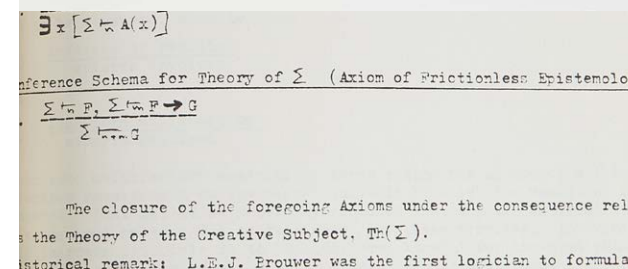 ∃x[Σ ⊢n A(x)]
nference Schema for Theory of Σ (Axiom of Frictionless Epistemolo
Σ ⊢n F, Σ ⊢m F → G
Σ ⊢n+m G
The closure of the foregoing Axioms under the consequence rel
s the Theory of the Creative Subject, Th(Σ).
istorical remark: L.E.J. Brouwer was the first logician to formula